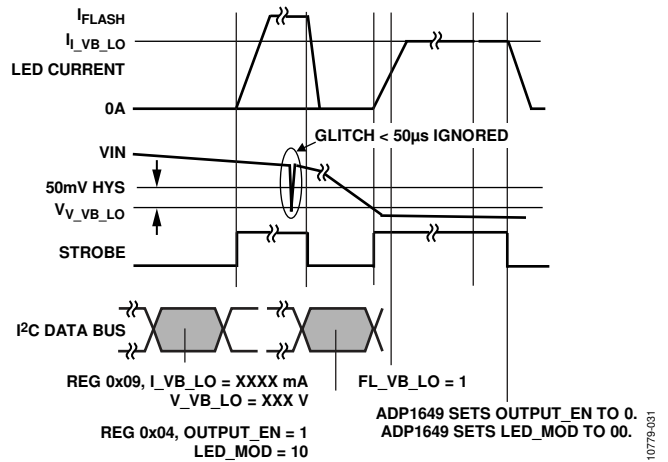 IFLASH
II_VB_LO
LED CURRENT
0A
GLITCH < 50µs IGNORED
VIN
50mV HYS
VV_VB_LO
STROBE
I2C DATA BUS
REG 0x09, I_VB_LO = XXXX mA
V_VB_LO = XXX V
FL_VB_LO = 1
REG 0x04, OUTPUT_EN = 1
LED_MOD = 10
ADP1649 SETS OUTPUT_EN TO 0.
ADP1649 SETS LED_MOD TO 00.
10779-031